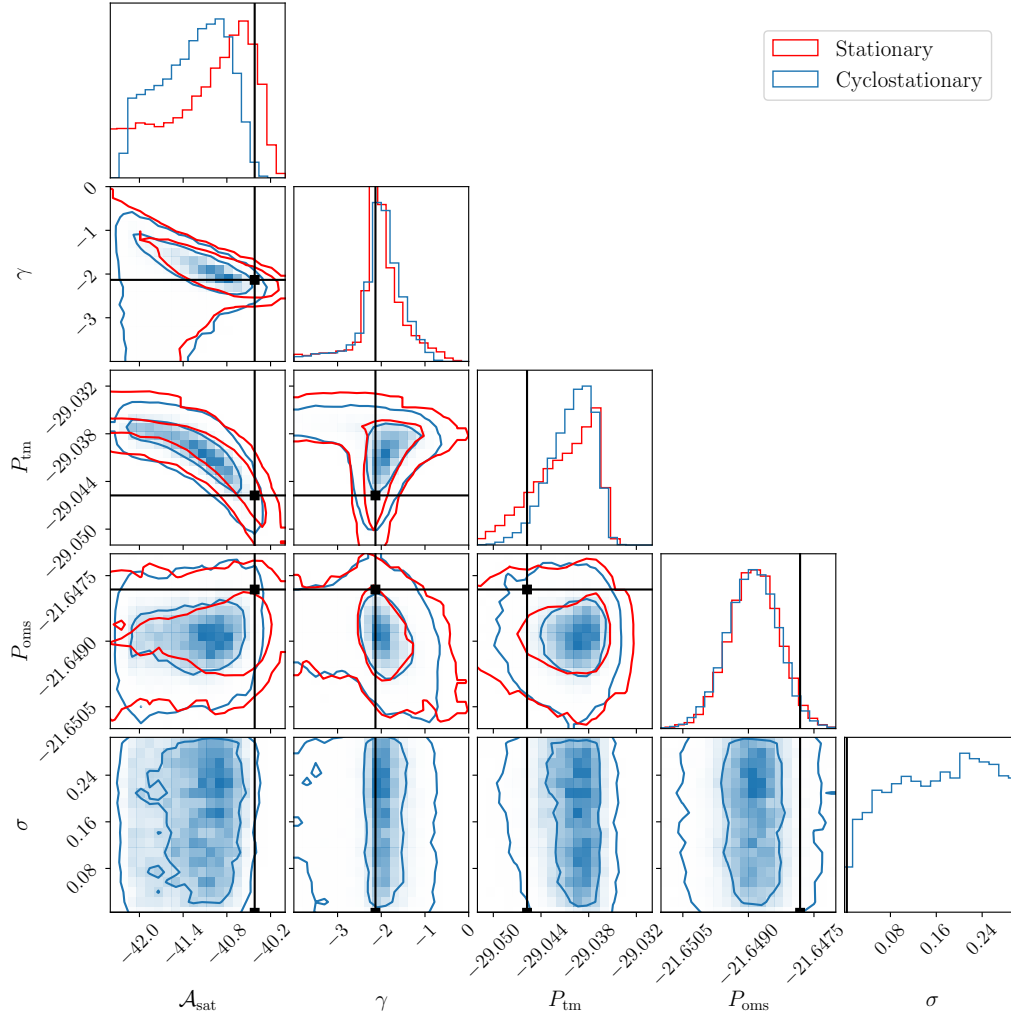 Stationary
Cyclostationary
0
−1
−2
−3
γ
−29.032
−29.038
−29.044
−29.050
P_tm
−21.6475
−21.6490
−21.6505
P_oms
0.24
0.16
0.08
σ
−42.0 −41.4 −40.8 −40.2
−3 −2 −1 0
−29.050 −29.044 −29.038 −29.032
−21.6505 −21.6490 −21.6475
0.08 0.16 0.24
𝒜_sat γ P_tm P_oms σ